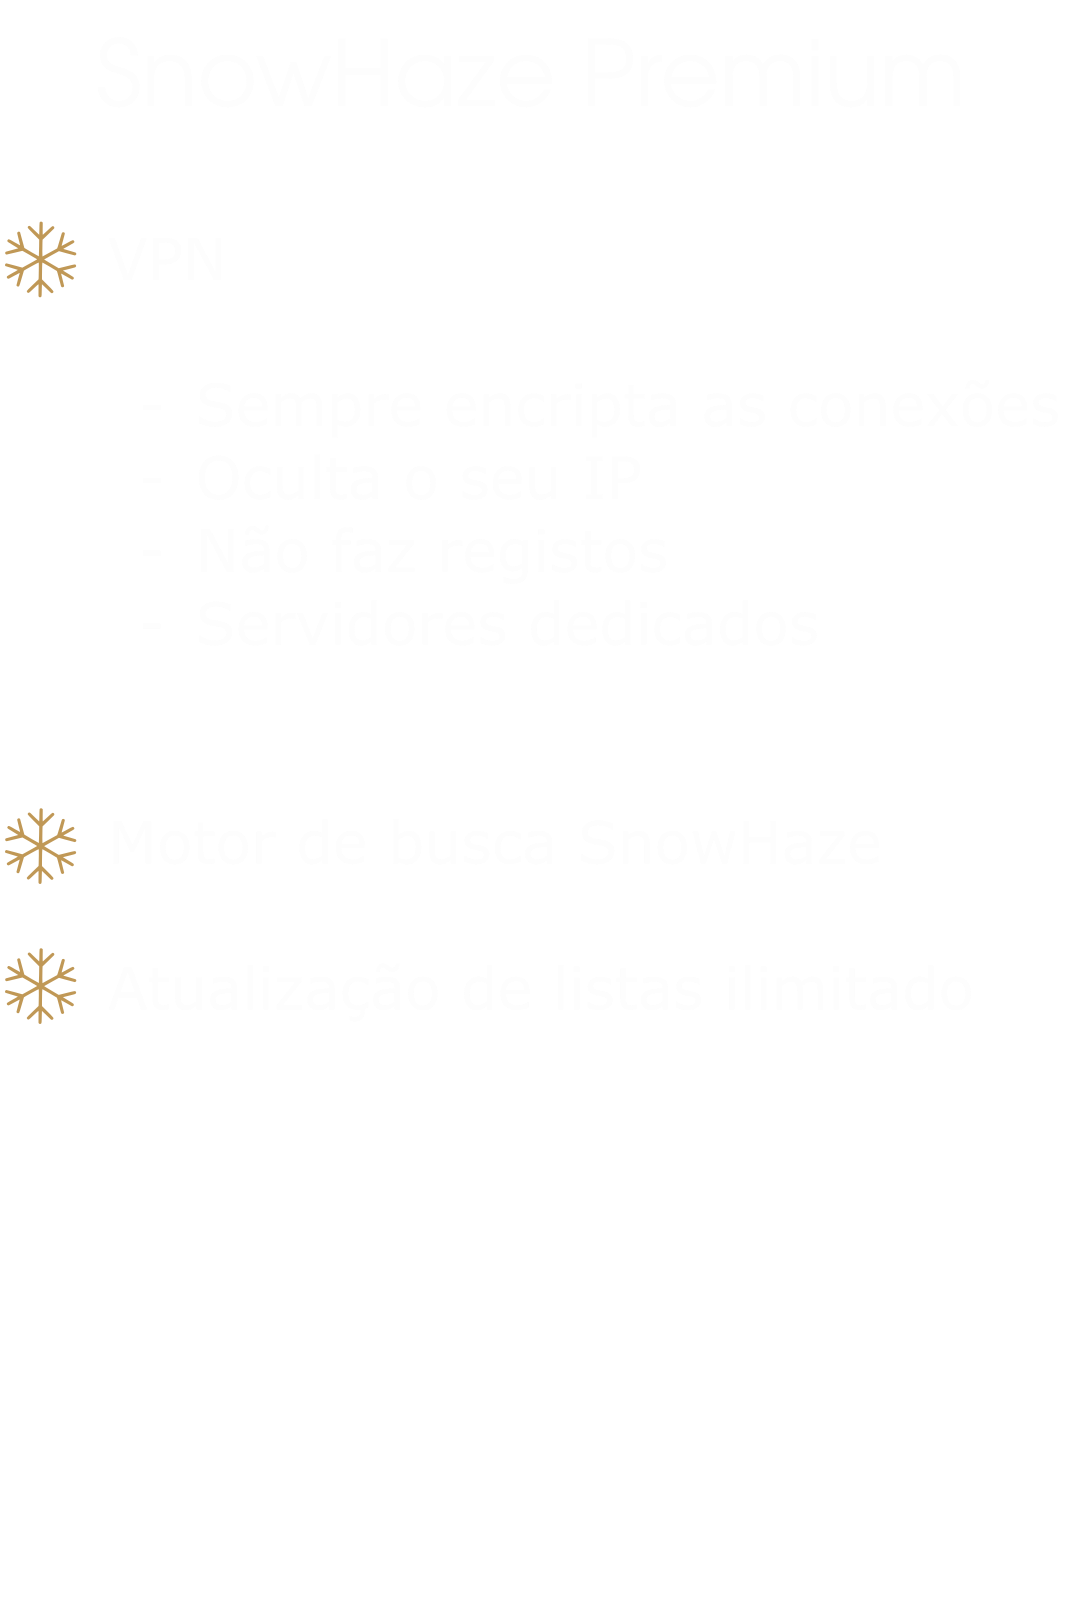 SnowHaze Premium
VPN
- Sempre encripta as conexões
- Oculta o seu IP
- Não faz registos
- Servidores dedicados
Motor de busca SnowHaze
Atualização de listas imitado